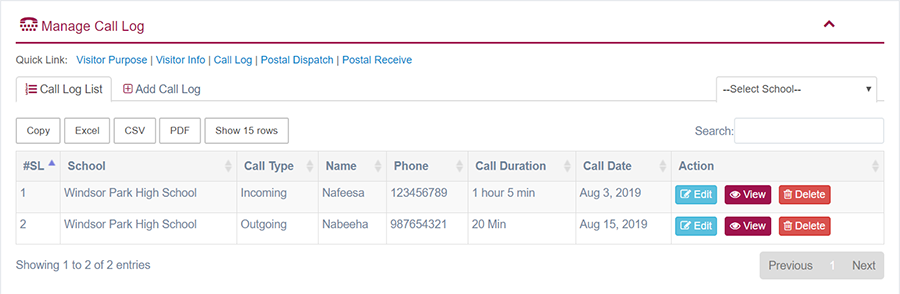 Manage Call Log
Quick Link: Visitor Purpose | Visitor Info | Call Log | Postal Dispatch | Postal Receive
Call Log List Add Call Log --Select School--
Copy Excel CSV PDF Show 15 rows Search:
#SL School Call Type Name Phone Call Duration Call Date Action
1 Windsor Park High School Incoming Nafeesa 123456789 1 hour 5 min Aug 3, 2019 Edit View Delete
2 Windsor Park High School Outgoing Nabeeha 987654321 20 Min Aug 15, 2019 Edit View Delete
Showing 1 to 2 of 2 entries Previous 1 Next